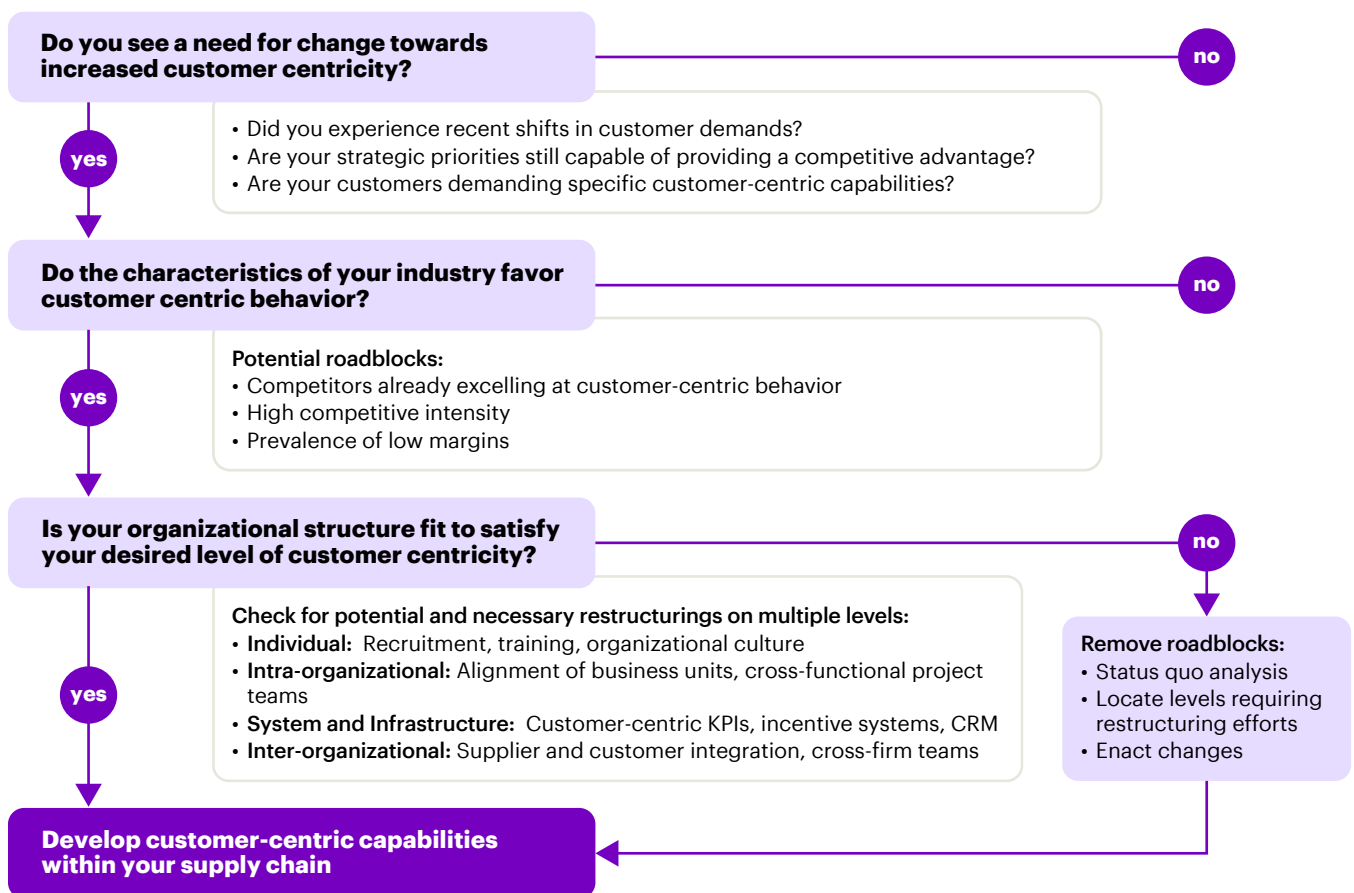 Do you see a need for change towards
increased customer centricity?
no
yes
• Did you experience recent shifts in customer demands?
• Are your strategic priorities still capable of providing a competitive advantage?
• Are your customers demanding specific customer-centric capabilities?
Do the characteristics of your industry favor
customer centric behavior?
no
yes
Potential roadblocks:
• Competitors already excelling at customer-centric behavior
• High competitive intensity
• Prevalence of low margins
Is your organizational structure fit to satisfy
your desired level of customer centricity?
no
yes
Check for potential and necessary restructurings on multiple levels:
• Individual: Recruitment, training, organizational culture
• Intra-organizational: Alignment of business units, cross-functional project
teams
• System and Infrastructure: Customer-centric KPIs, incentive systems, CRM
• Inter-organizational: Supplier and customer integration, cross-firm teams
Remove roadblocks:
• Status quo analysis
• Locate levels requiring
restructuring efforts
• Enact changes
Develop customer-centric capabilities
within your supply chain